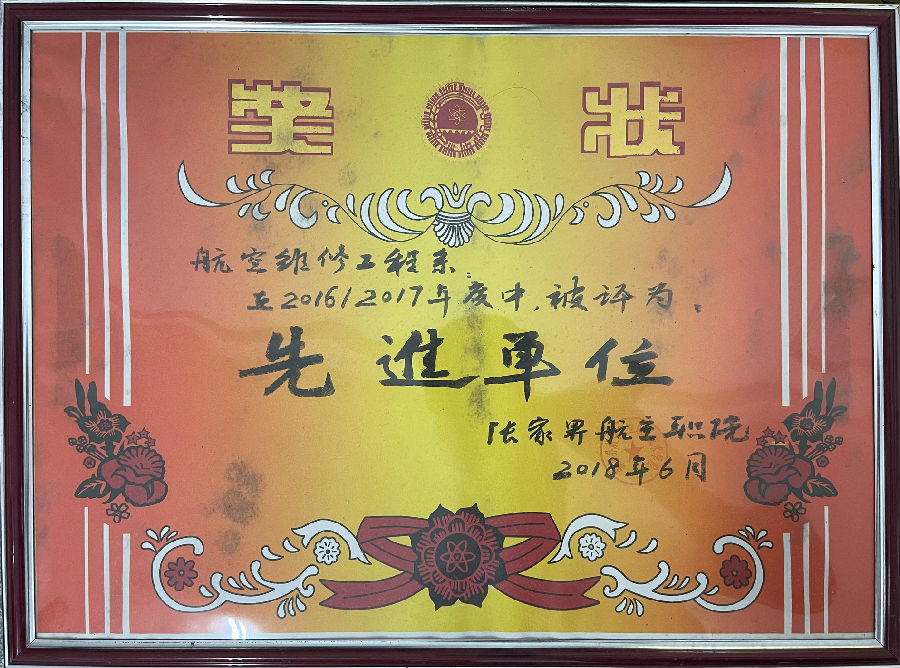 奖状
航空维修工程系：
在2016/2017年度中，被评为：
先進单位
张家界航空职院
2018年6月